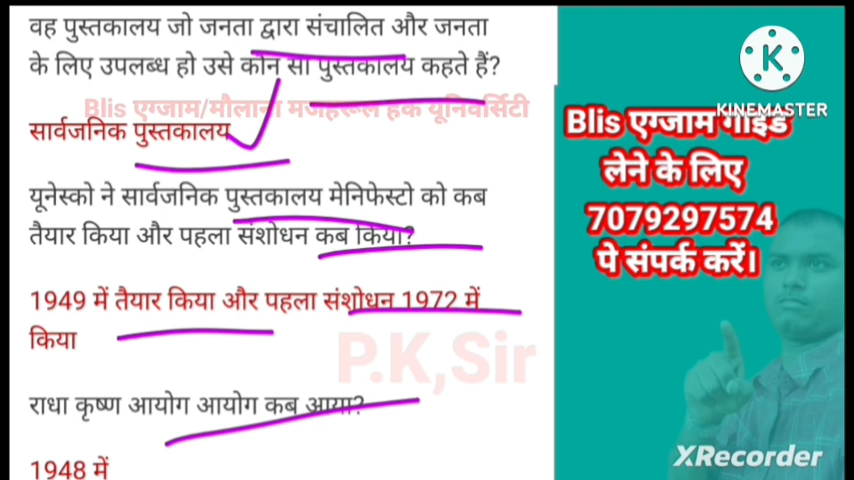 वह पुस्तकालय जो जनता द्वारा संचालित और जनता
के लिए उपलब्ध हो उसे कोन सा पुस्तकालय कहते हैं?
Blis एग्जाम/मौलाना मजहरूल हक यूनिवर्सिटी
सार्वजनिक पुस्तकालय
यूनेस्को ने सार्वजनिक पुस्तकालय मेनिफेस्टो को कब
तैयार किया और पहला संशोधन कब किया?
1949 में तैयार किया और पहला संशोधन 1972 में
किया
P.K,Sir
राधा कृष्ण आयोग आयोग कब आया?
1948 में
K
KINEMASTER
Blis एग्जाम गाइड
लेने के लिए
7079297574
पे संपर्क करें।
XRecorder